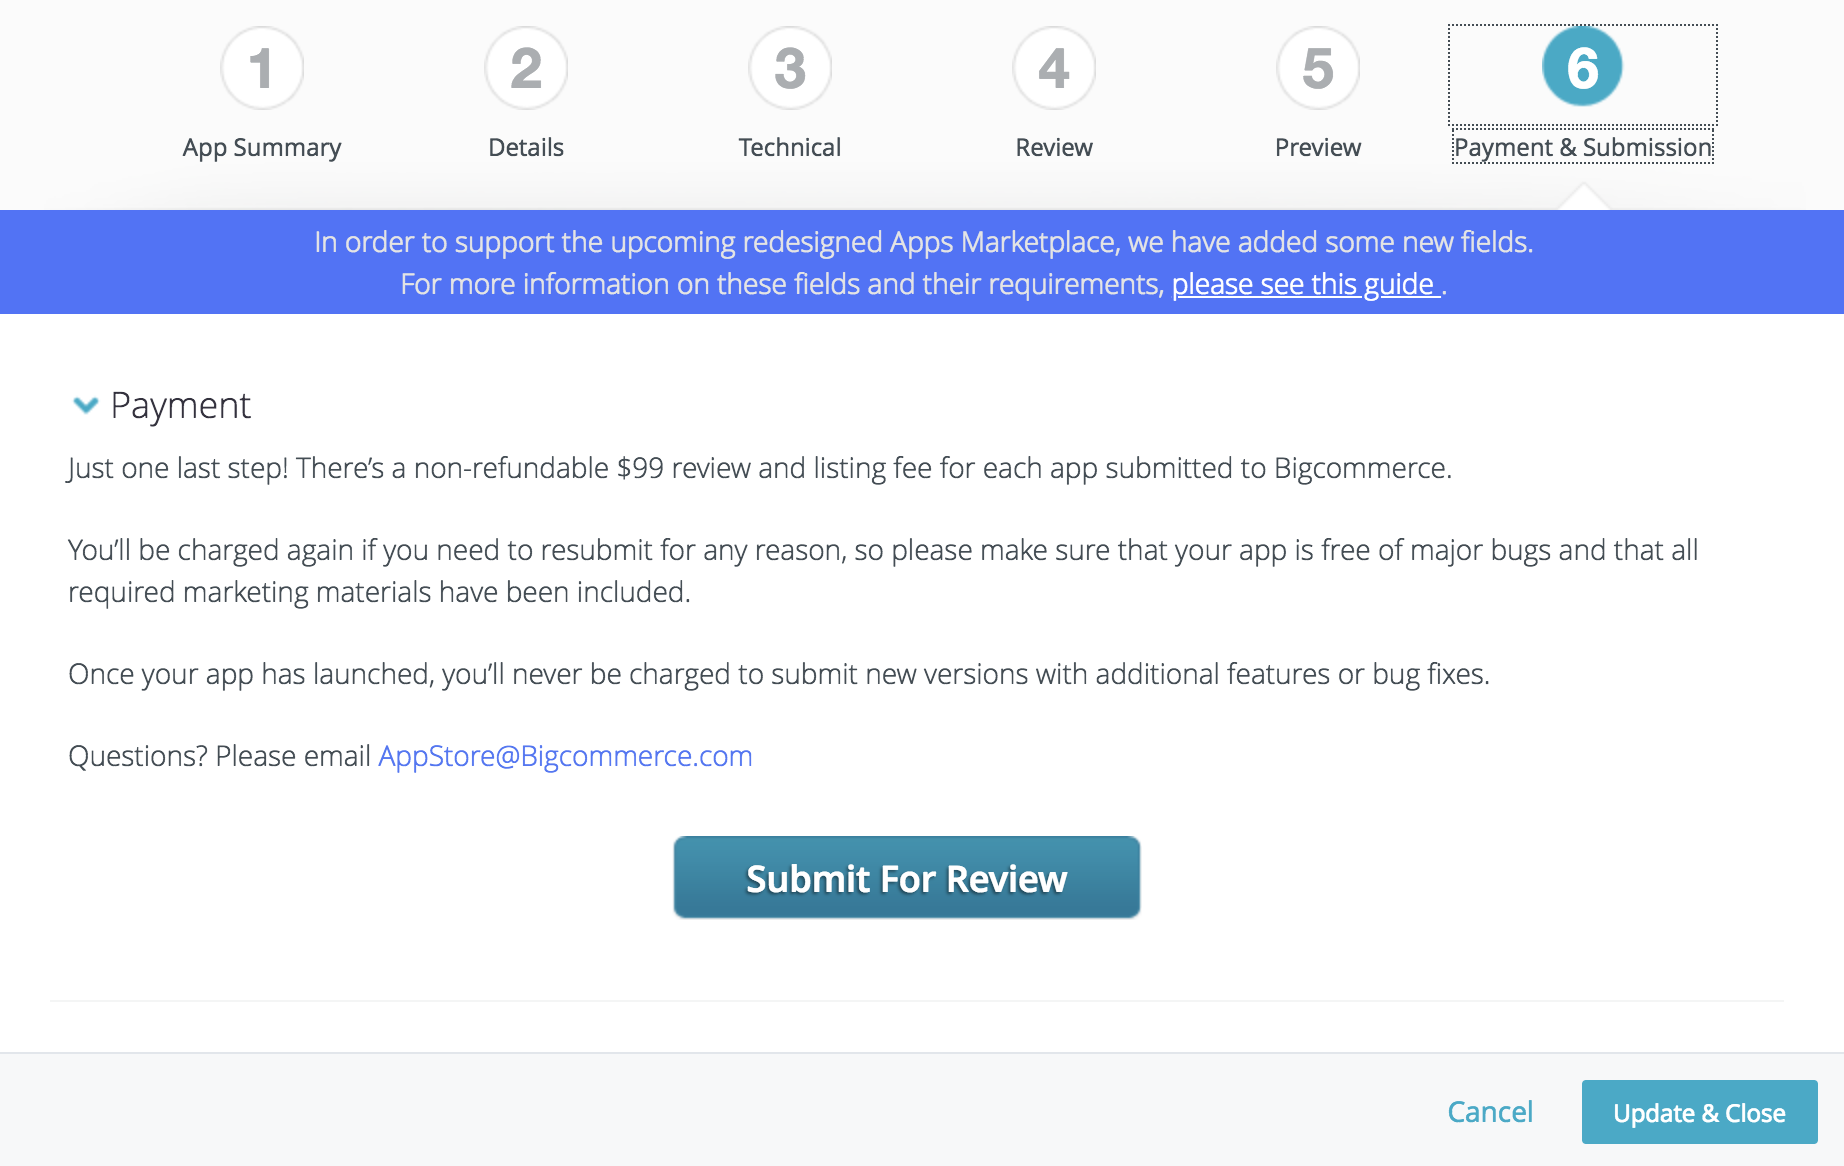 1
2
3
4
5
6
App Summary
Details
Technical
Review
Preview
Payment & Submission
In order to support the upcoming redesigned Apps Marketplace, we have added some new fields.
For more information on these fields and their requirements, please see this guide .
Payment
Just one last step! There’s a non-refundable $99 review and listing fee for each app submitted to Bigcommerce.
You’ll be charged again if you need to resubmit for any reason, so please make sure that your app is free of major bugs and that all
required marketing materials have been included.
Once your app has launched, you’ll never be charged to submit new versions with additional features or bug fixes.
Questions? Please email AppStore@Bigcommerce.com
Submit For Review
Cancel
Update & Close